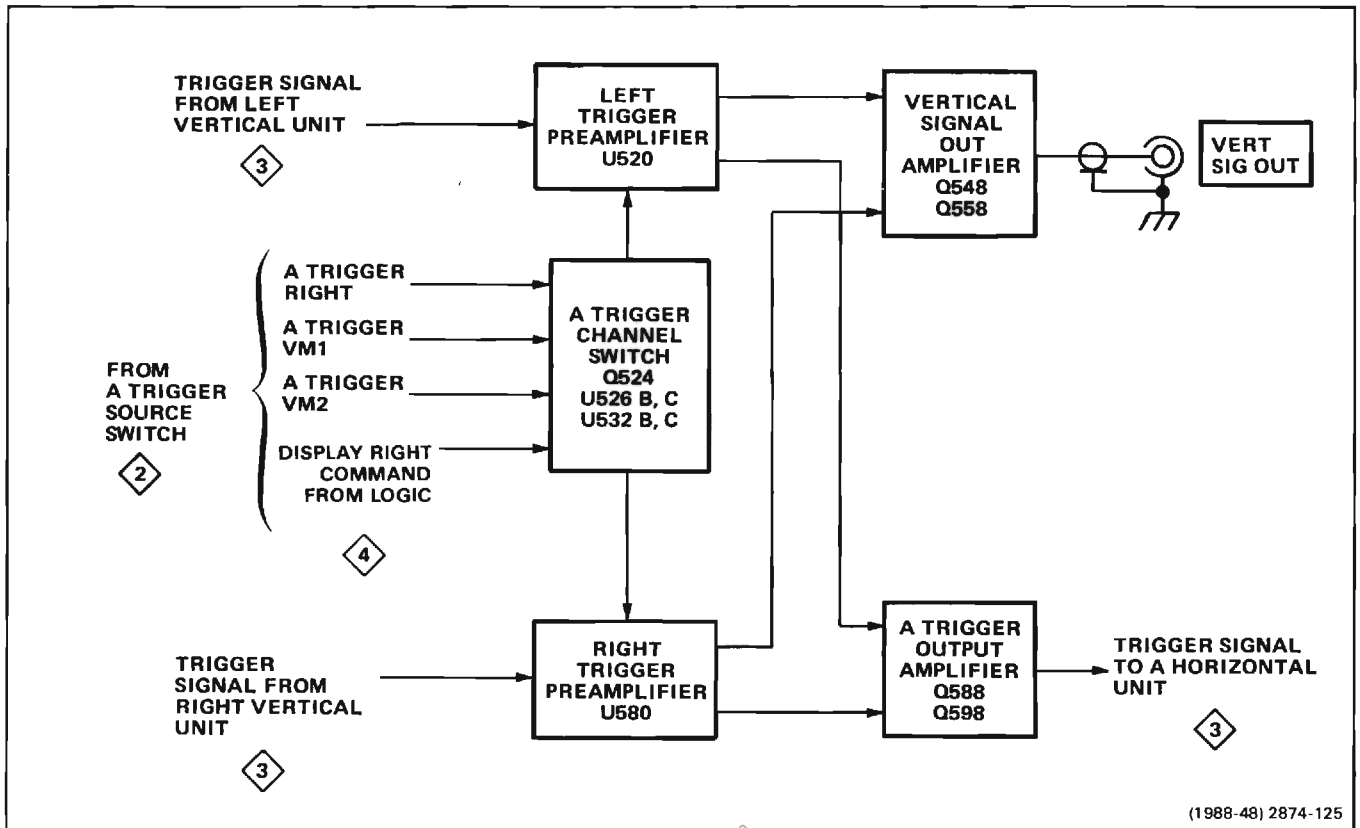 TRIGGER SIGNAL
FROM LEFT
VERTICAL UNIT
3
LEFT
TRIGGER
PREAMPLIFIER
U520
VERTICAL
SIGNAL
OUT
AMPLIFIER
Q548
Q558
VERT
SIG OUT
FROM
A TRIGGER
SOURCE
SWITCH
2
A TRIGGER
RIGHT
A TRIGGER
VM1
A TRIGGER
VM2
DISPLAY RIGHT
COMMAND
FROM LOGIC
4
A TRIGGER
CHANNEL
SWITCH
Q524
U526 B, C
U532 B, C
TRIGGER
SIGNAL FROM
RIGHT VERTICAL
UNIT
3
RIGHT
TRIGGER
PREAMPLIFIER
U580
A TRIGGER
OUTPUT
AMPLIFIER
Q588
Q598
TRIGGER SIGNAL
TO A HORIZONTAL
UNIT
3
(1988-48) 2874-125